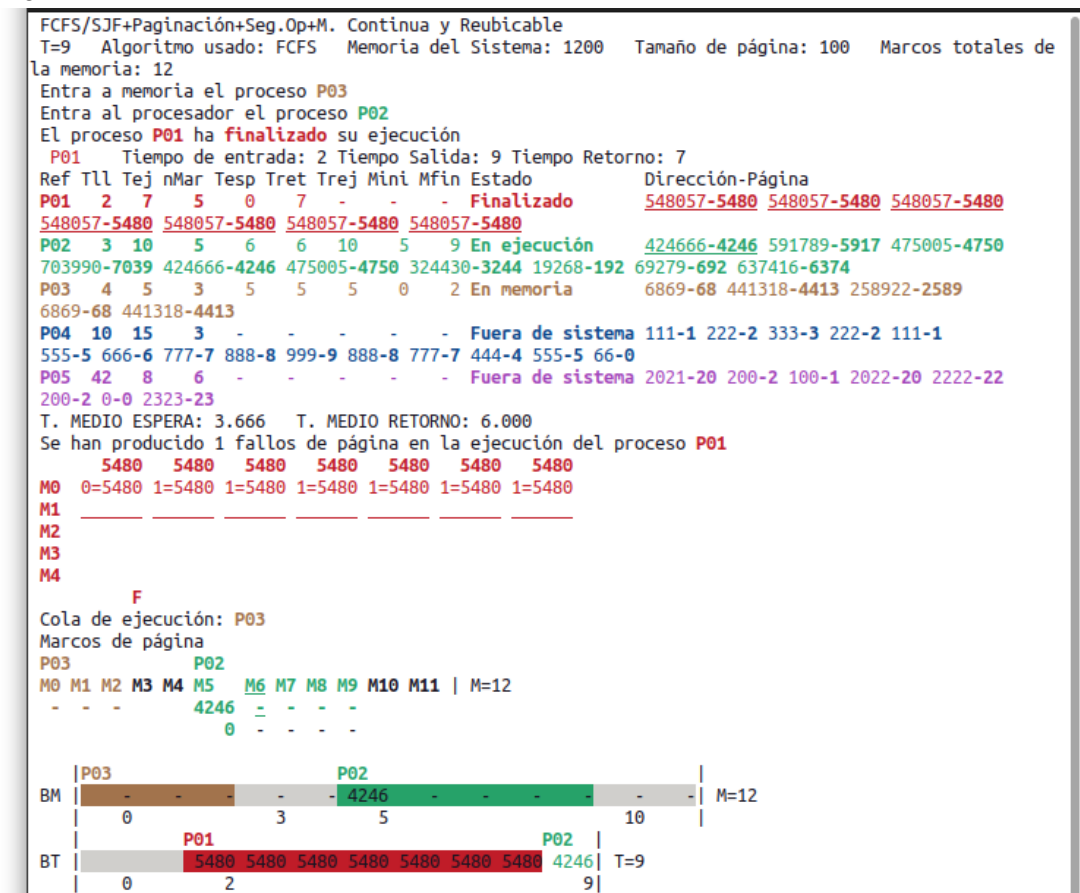 FCFS/SJF+Paginación+Seg.Op+M. Continua y Reubicable
T=9   Algoritmo usado: FCFS   Memoria del Sistema: 1200   Tamaño de página: 100   Marcos totales de
la memoria: 12
Entra a memoria el proceso P03
Entra al procesador el proceso P02
El proceso P01 ha finalizado su ejecución
P01    Tiempo de entrada: 2 Tiempo Salida: 9 Tiempo Retorno: 7
Ref Tll Tej nMar Tesp Tret Trej Mini Mfin Estado           Dirección-Página
P01   2   7    5    0    7    -    -    - Finalizado       548057-5480 548057-5480 548057-5480
548057-5480 548057-5480 548057-5480 548057-5480
P02   3  10    5    6    6   10    5    9 En ejecución     424666-4246 591789-5917 475005-4750
703990-7039 424666-4246 475005-4750 324430-3244 19268-192 69279-692 637416-6374
P03   4   5    3    5    5    5    0    2 En memoria       6869-68 441318-4413 258922-2589
6869-68 441318-4413
P04  10  15    3    -    -    -    -    - Fuera de sistema 111-1 222-2 333-3 222-2 111-1
555-5 666-6 777-7 888-8 999-9 888-8 777-7 444-4 555-5 66-0
P05  42   8    6    -    -    -    -    - Fuera de sistema 2021-20 200-2 100-1 2022-20 2222-22
200-2 0-0 2323-23
T. MEDIO ESPERA: 3.666   T. MEDIO RETORNO: 6.000
Se han producido 1 fallos de página en la ejecución del proceso P01
5480   5480   5480   5480   5480   5480   5480
M0  0=5480 1=5480 1=5480 1=5480 1=5480 1=5480 1=5480
M1
M2
M3
M4
F
Cola de ejecución: P03
Marcos de página
P03            P02
M0 M1 M2 M3 M4 M5   M6 M7 M8 M9 M10 M11 | M=12
-  -  -        4246 -  -  -  -
0 -  -  -  -
|P03                      P02                                |
BM |    -    -    -    -    - 4246    -    -    -    -    -    -| M=12
|    0              3         5                        10     |
|          P01                                P02  |
BT |           5480 5480 5480 5480 5480 5480 5480 4246| T=9
|    0         2                                  9|